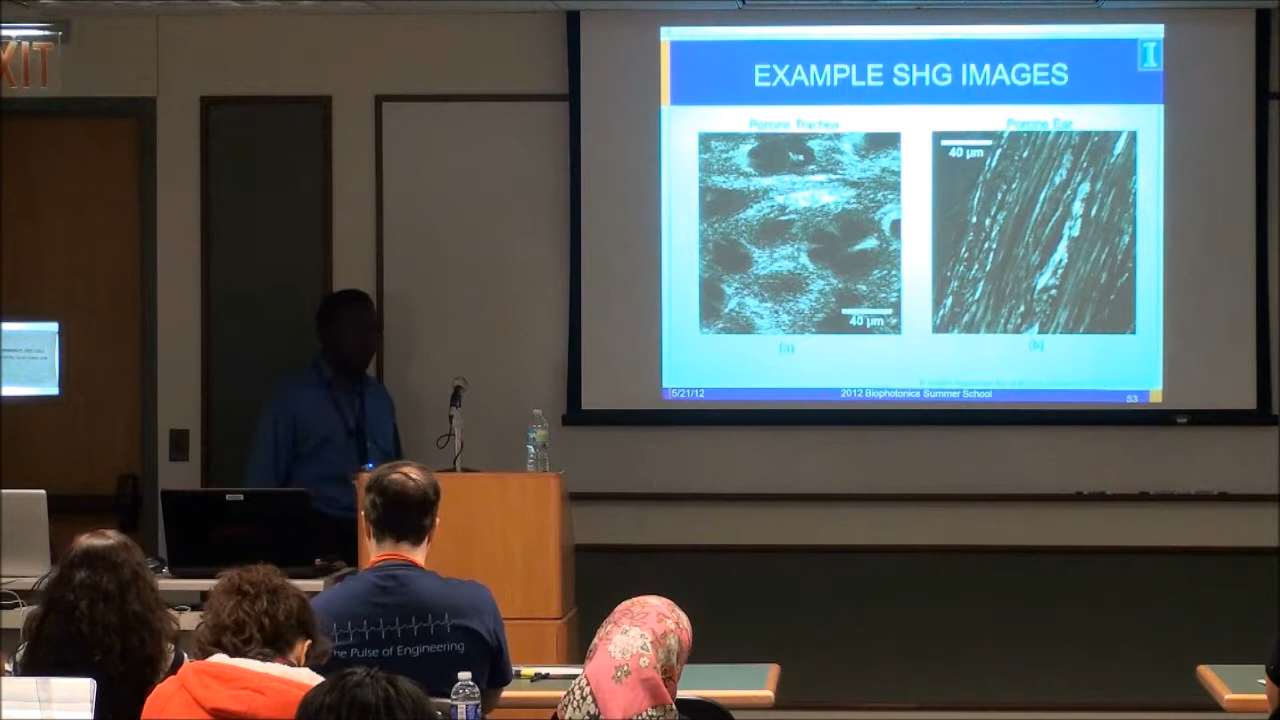 EXIT
EXAMPLE SHG IMAGES
I
Porcine Trachea
Porcine Ear
40 µm
40 µm
(a)
(b)
5/21/12
2012 Biophotonics Summer School
53
the Pulse of Engineering